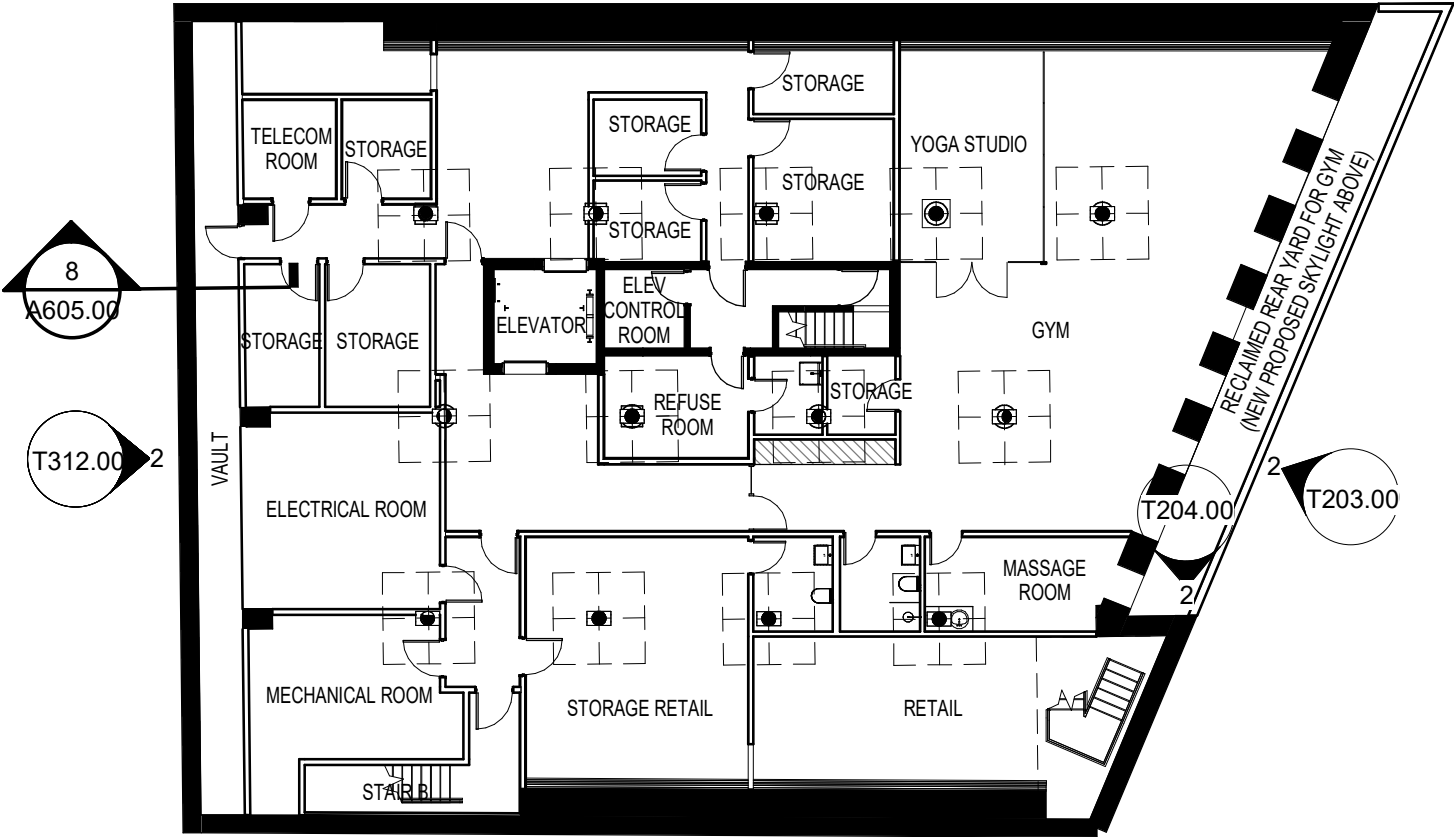 STORAGE
TELECOM
ROOM
STORAGE
STORAGE
YOGA STUDIO
STORAGE
STORAGE
RECLAIMED REAR YARD FOR GYM
(NEW PROPOSED SKYLIGHT ABOVE)
8
A605.00
ELEV
CONTROL
ROOM
ELEVATOR
GYM
STORAGE
STORAGE
STORAGE
REFUSE
ROOM
VAULT
T312.00
2
2
T203.00
ELECTRICAL ROOM
T204.00
2
MASSAGE
ROOM
MECHANICAL ROOM
STORAGE RETAIL
RETAIL
STAIR B